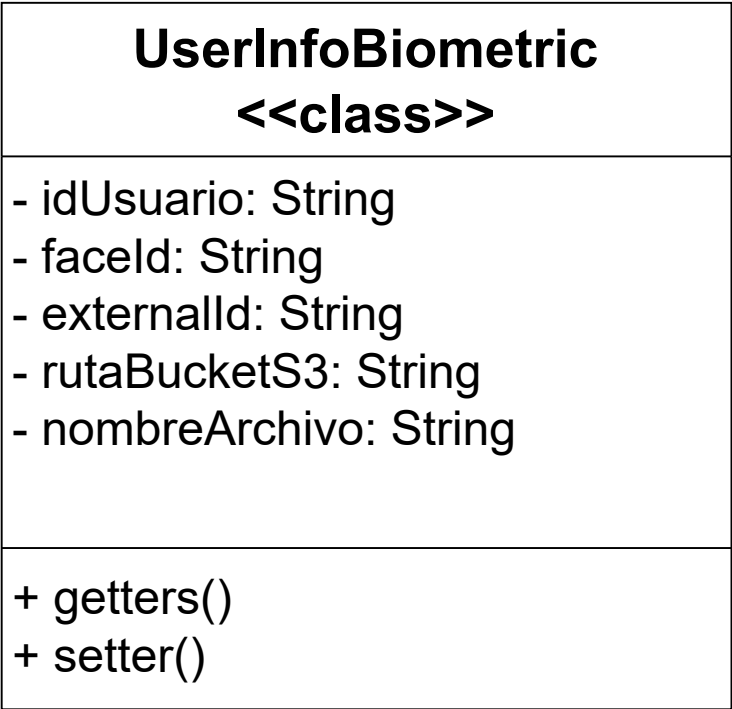 UserInfoBiometric
<<class>>
- idUsuario: String
- faceId: String
- externalId: String
- rutaBucketS3: String
- nombreArchivo: String
+ getters()
+ setter()